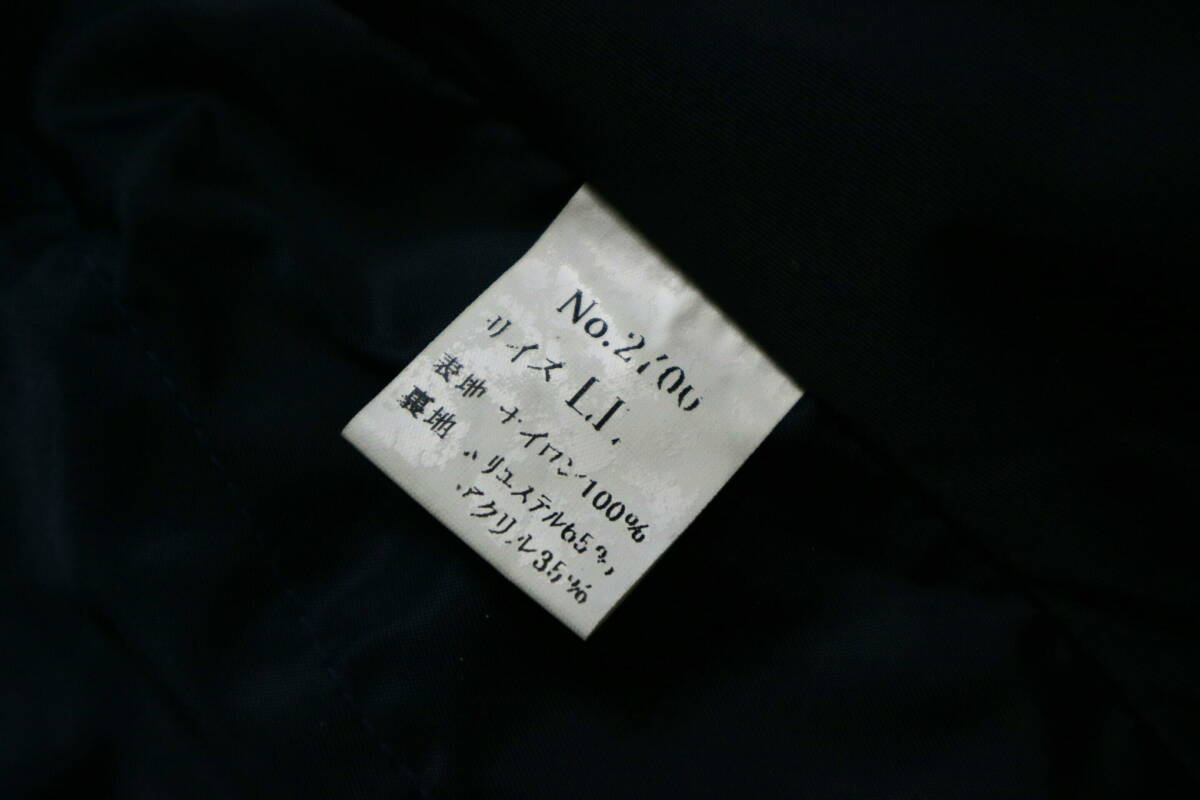 No.2700
サイズ LL
表地 ナイロン100%
裏地 ポリエステル65%
アクリル35%